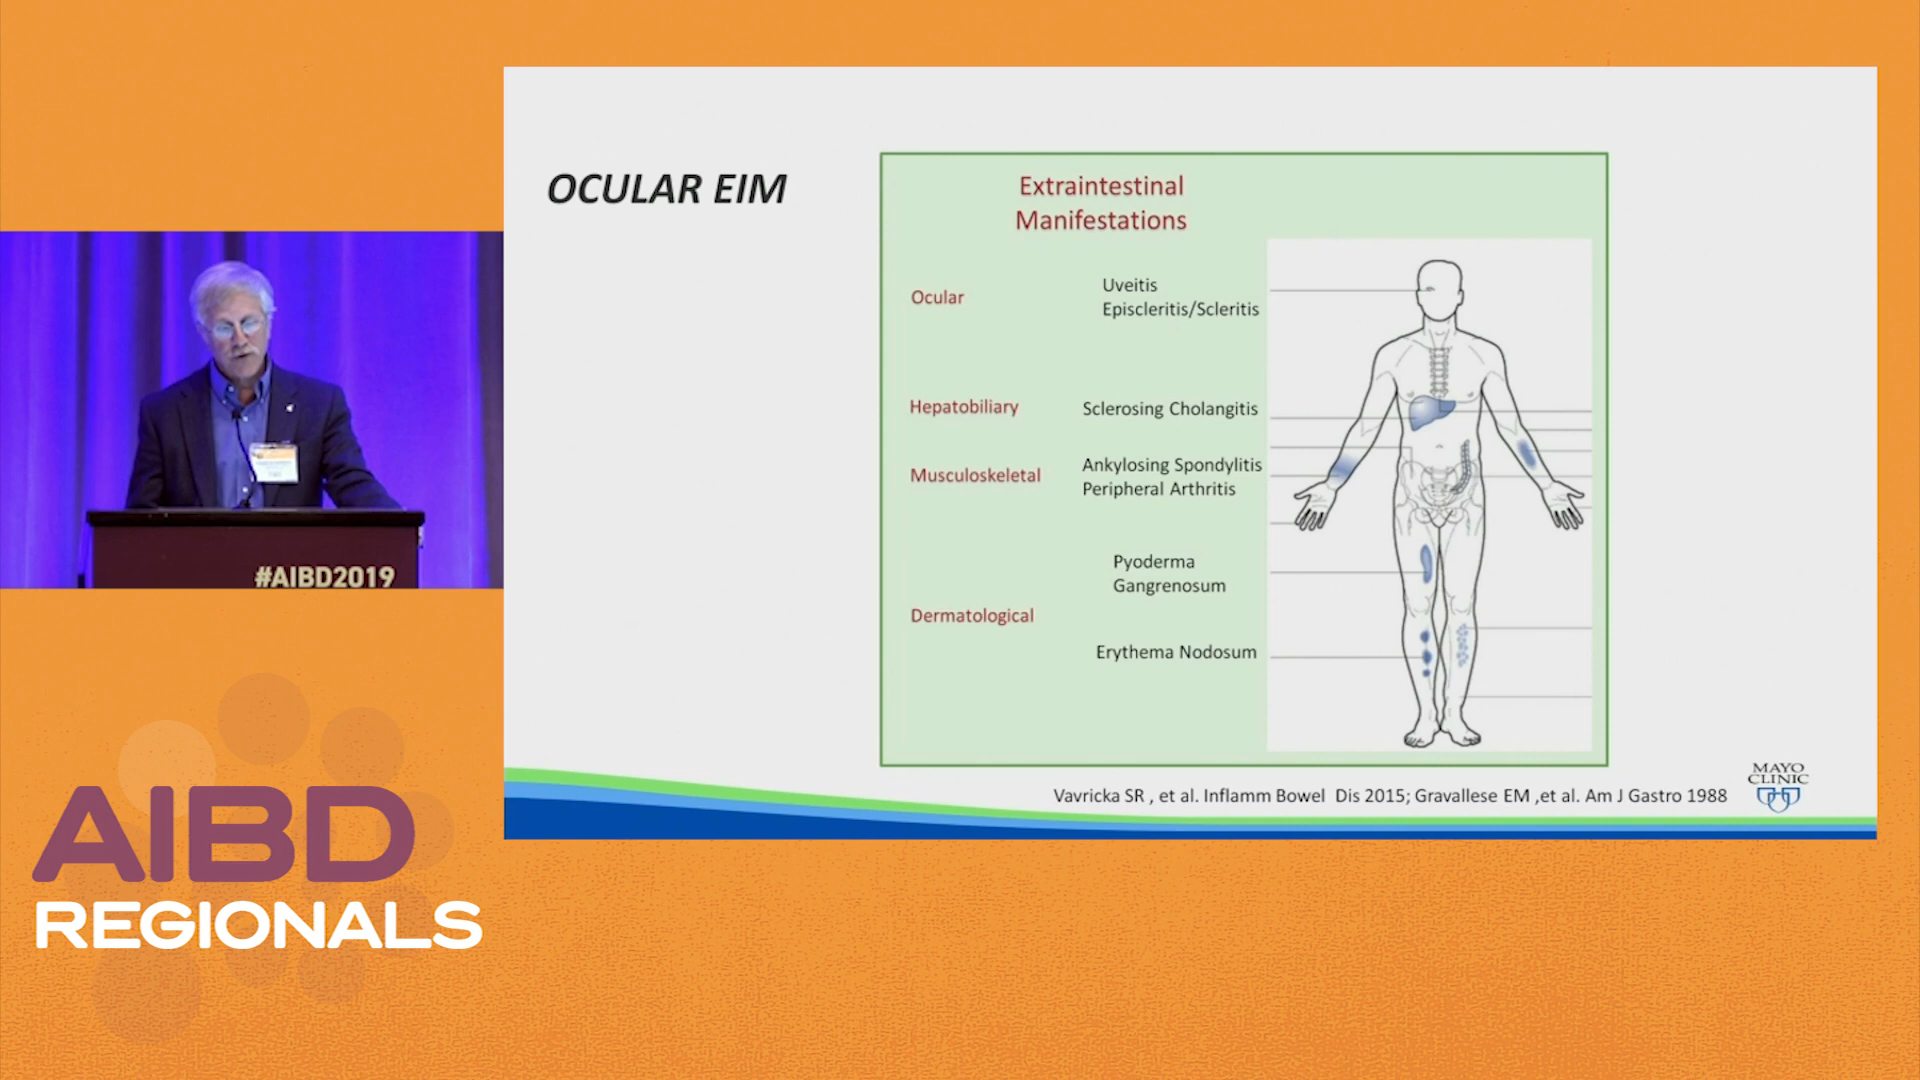 OCULAR EIM
Extraintestinal
Manifestations
Ocular
Uveitis
Episcleritis/Scleritis
Hepatobiliary
Sclerosing Cholangitis
Musculoskeletal
Ankylosing Spondylitis
Peripheral Arthritis
Pyoderma
Gangrenosum
Dermatological
Erythema Nodosum
Vavricka SR , et al. Inflamm Bowel  Dis 2015; Gravallese EM ,et al. Am J Gastro 1988
MAYO
CLINIC
#AIBD2019
AIBD
REGIONALS